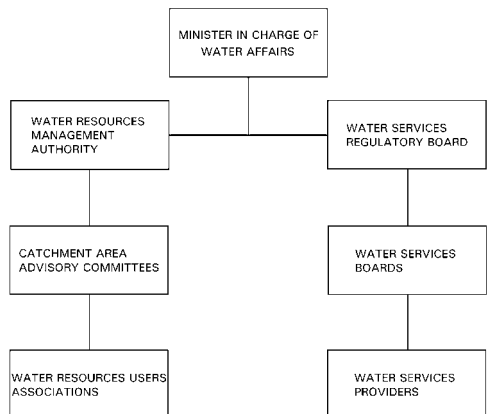 MINISTER IN CHARGE OF
WATER AFFAIRS
WATER RESOURCES
MANAGEMENT
AUTHORITY
WATER SERVICES
REGULATORY BOARD
CATCHMENT AREA
ADVISORY COMMITTEES
WATER SERVICES
BOARDS
WATER RESOURCES USERS
ASSOCIATIONS
WATER SERVICES
PROVIDERS